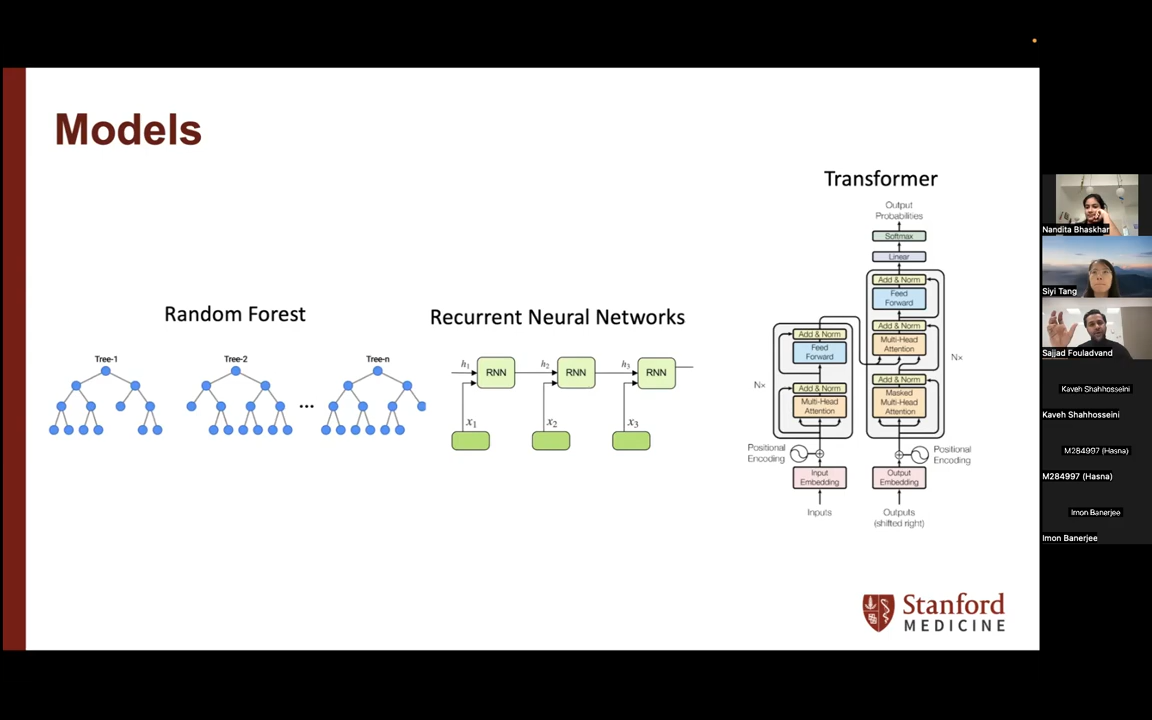 Models
Random Forest
Tree-1
Tree-2
Tree-n
...
Recurrent Neural Networks
h1
h2
h3
RNN
RNN
RNN
x1
x2
x3
Transformer
Output
Probabilities
Softmax
Linear
Add & Norm
Feed
Forward
Add & Norm
Multi-Head
Attention
Add & Norm
Masked
Multi-Head
Attention
N×
Add & Norm
Feed
Forward
Add & Norm
Multi-Head
Attention
N×
Positional
Encoding
Positional
Encoding
Input
Embedding
Output
Embedding
Inputs
Outputs
(shifted right)
Stanford
MEDICINE
Nandita Bhaskhar
Siyi Tang
Sajjad Fouladvand
Kaveh Shahhosseini
Kaveh Shahhosseini
M284997 (Hasna)
M284997 (Hasna)
Imon Banerjee
Imon Banerjee